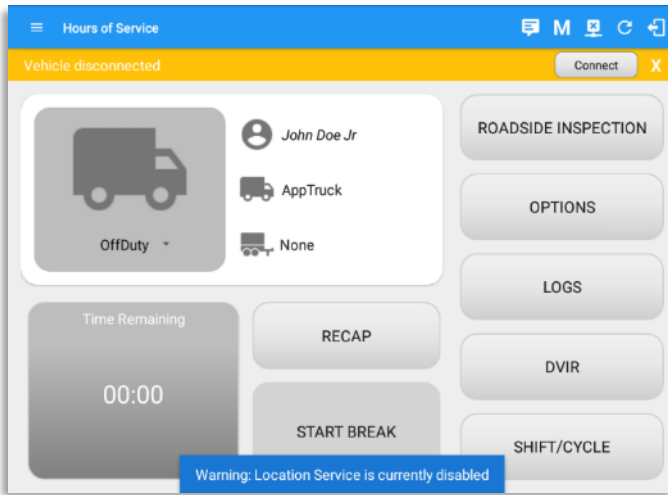 Hours of Service
M
Vehicle disconnected
Connect
X
John Doe Jr
AppTruck
None
OffDuty
ROADSIDE INSPECTION
OPTIONS
LOGS
DVIR
SHIFT/CYCLE
Time Remaining
00:00
RECAP
START BREAK
Warning: Location Service is currently disabled